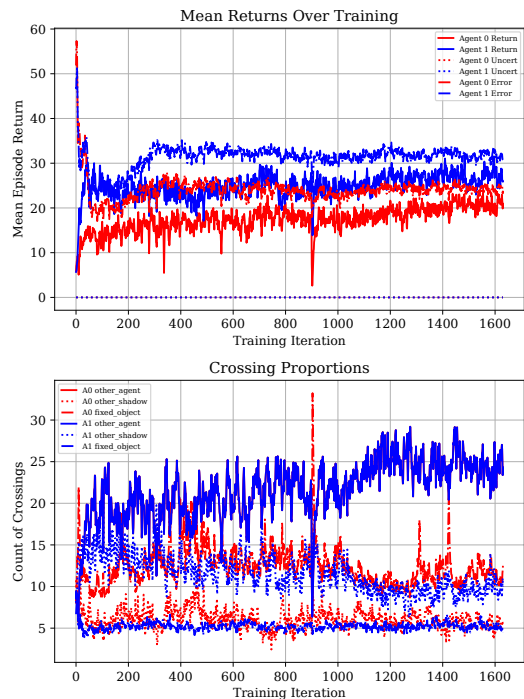 Mean Returns Over Training
Mean Episode Return
60
50
40
30
20
10
0
Agent 0 Return
Agent 1 Return
Agent 0 Uncert
Agent 1 Uncert
Agent 0 Error
Agent 1 Error
0 200 400 600 800 1000 1200 1400 1600
Training Iteration
Crossing Proportions
Count of Crossings
30
25
20
15
10
5
A0 other_agent
A0 other_shadow
A0 fixed_object
A1 other_agent
A1 other_shadow
A1 fixed_object
0 200 400 600 800 1000 1200 1400 1600
Training Iteration